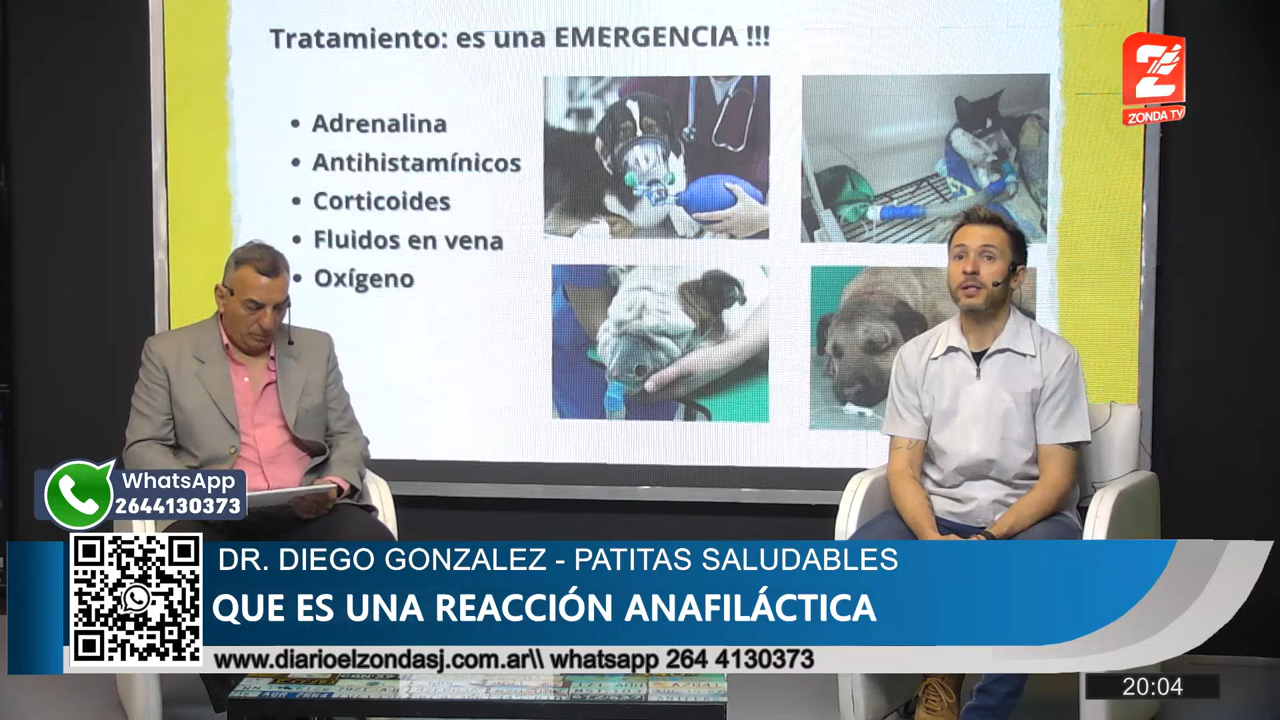 Tratamiento: es una EMERGENCIA !!!
ZONDA TV
• Adrenalina
• Antihistamínicos
• Corticoides
• Fluidos en vena
• Oxígeno
WhatsApp
2644130373
DR. DIEGO GONZALEZ - PATITAS SALUDABLES
QUE ES UNA REACCIÓN ANAFILÁCTICA
www.diarioelzondasj.com.ar\\ whatsapp 264 4130373
20:04